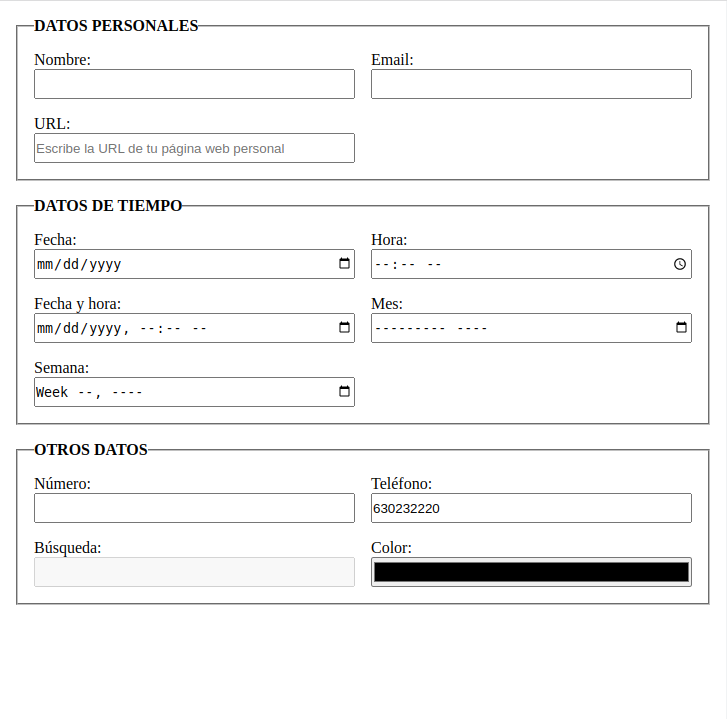 DATOS PERSONALES
Nombre: Email:
URL:
Escribe la URL de tu página web personal
DATOS DE TIEMPO
Fecha: Hora:
mm/dd/yyyy --:-- --
Fecha y hora: Mes:
mm/dd/yyyy, --:-- -- --------- ----
Semana:
Week --, ----
OTROS DATOS
Número: Teléfono:
630232220
Búsqueda: Color: